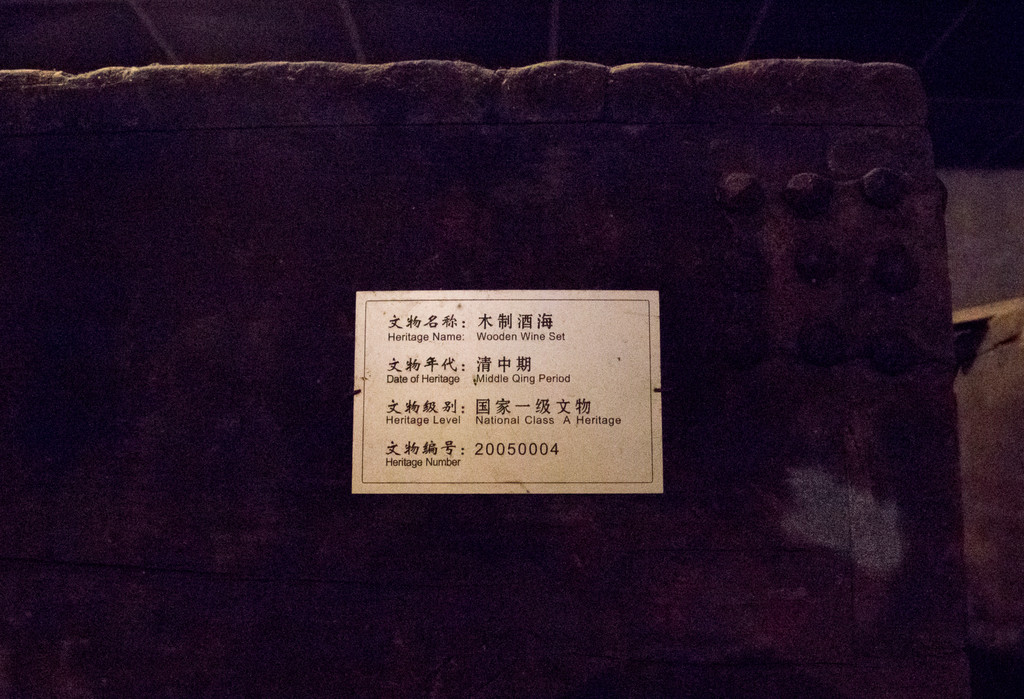 文物名称：木制酒海
Heritage Name: Wooden Wine Set
文物年代：清中期
Date of Heritage Middle Qing Period
文物级别：国家一级文物
Heritage Level National Class A Heritage
文物编号：20050004
Heritage Number